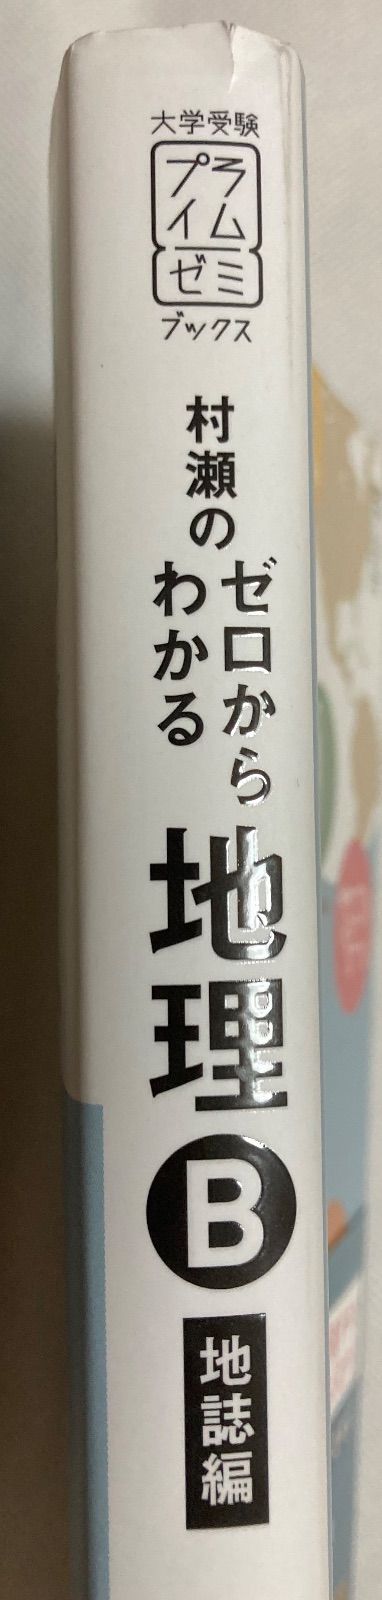 大学受験
プライム
ゼミ
ブックス
村瀬の
ゼロから
わかる
地理
B
地誌編